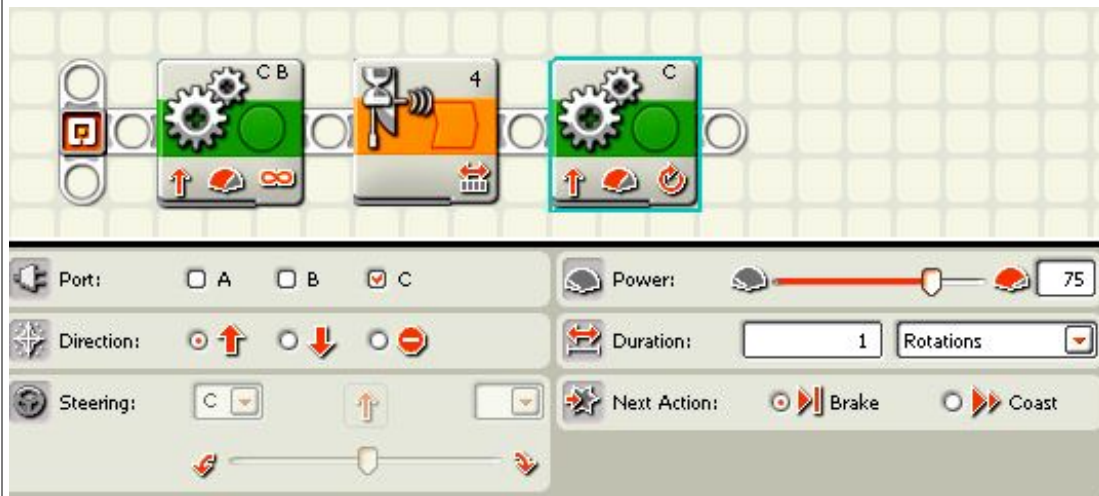 C B
4
C
Port:
A
B
C
Power:
75
Direction:
Duration:
1
Rotations
Steering:
C
Next Action:
Brake
Coast